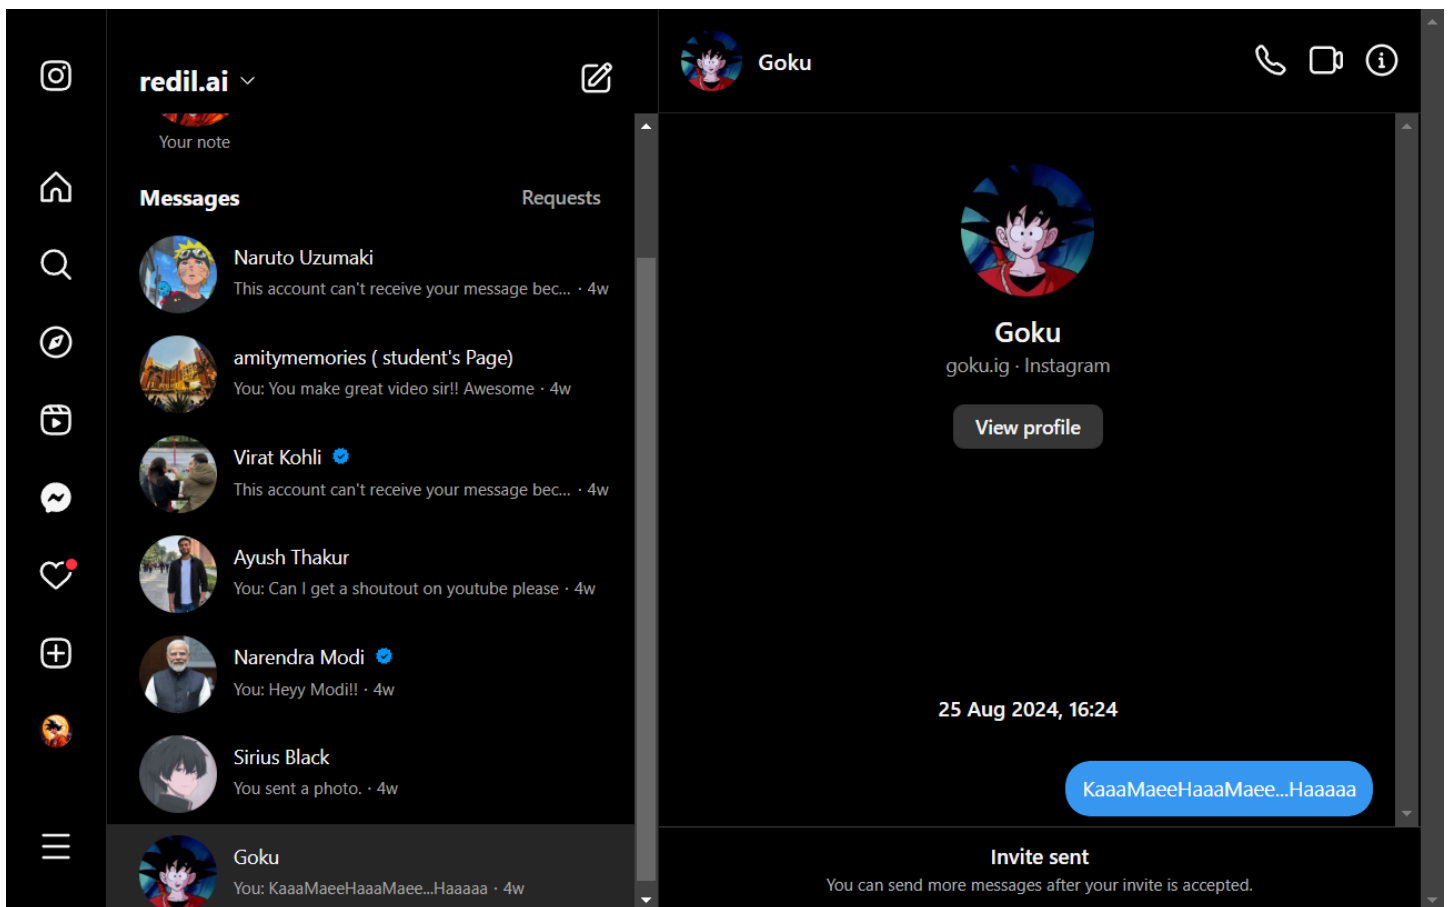 redil.ai
Your note
Messages
Requests
Naruto Uzumaki
This account can't receive your message bec... · 4w
amitymemories ( student's Page)
You: You make great video sir!! Awesome · 4w
Virat Kohli
This account can't receive your message bec... · 4w
Ayush Thakur
You: Can I get a shoutout on youtube please · 4w
Narendra Modi
You: Heyy Modi!! · 4w
Sirius Black
You sent a photo. · 4w
Goku
You: KaaaMaeeHaaaMaee...Haaaaa · 4w
Goku
Goku
goku.ig · Instagram
View profile
25 Aug 2024, 16:24
KaaaMaeeHaaaMaee...Haaaaa
Invite sent
You can send more messages after your invite is accepted.